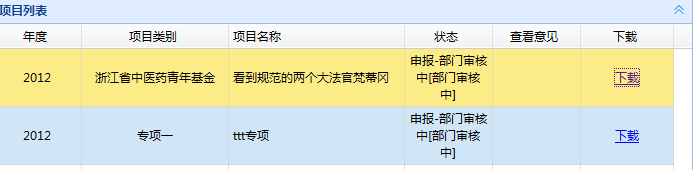 项目列表
年度 项目类别 项目名称 状态 查看意见 下载
2012 浙江省中医药青年基金 看到规范的两个大法官梵蒂冈 申报-部门审核
中[部门审核
中] 下载
2012 专项一 ttt专项 申报-部门审核
中[部门审核
中] 下载